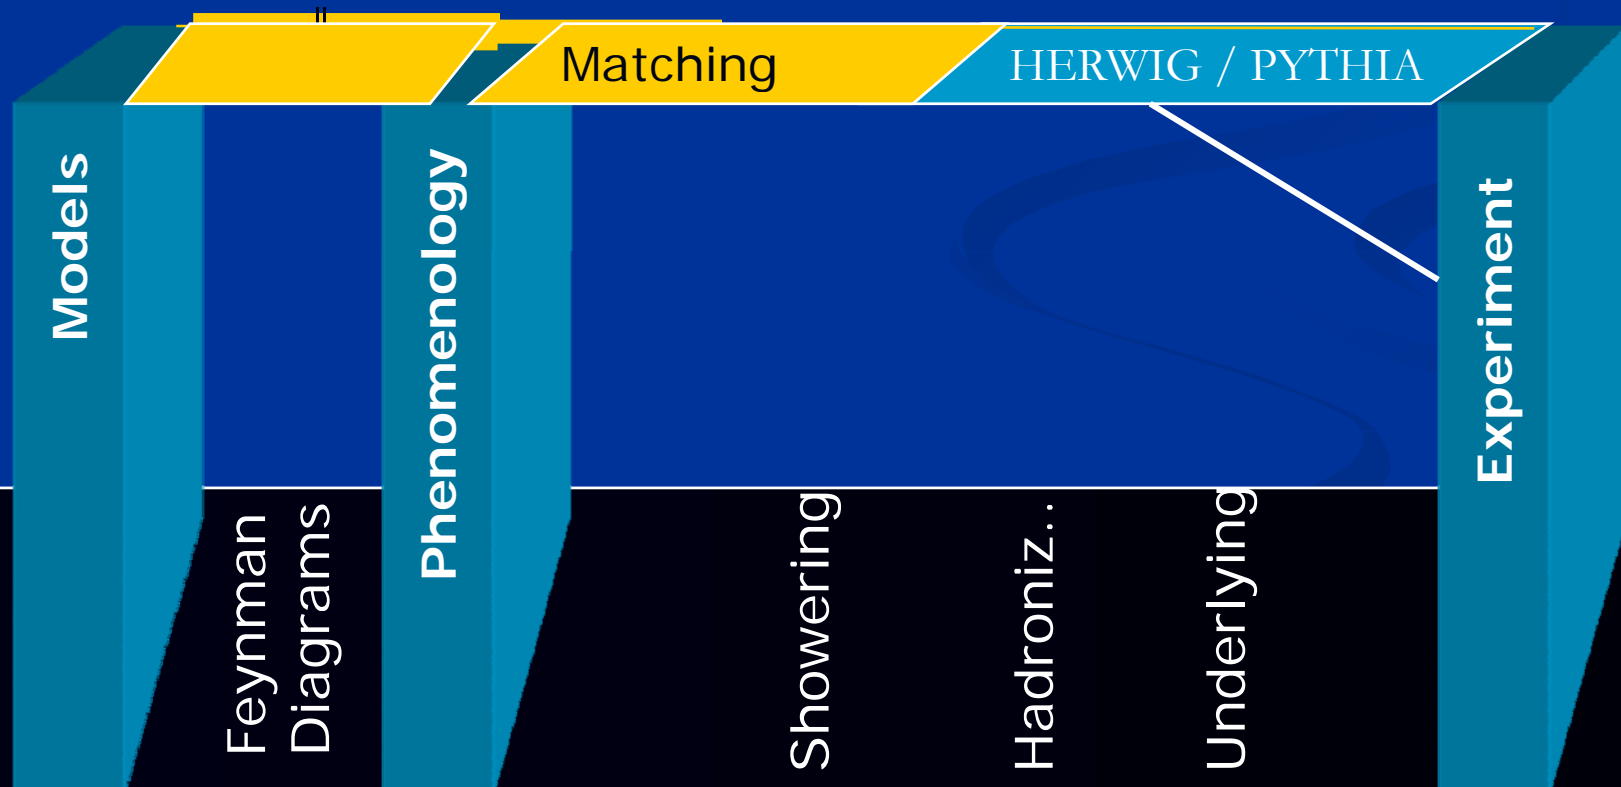 Matching
HERWIG / PYTHIA
Models
Phenomenology
Experiment
Feynman
Diagrams
Showering
Hadroniz..
Underlying